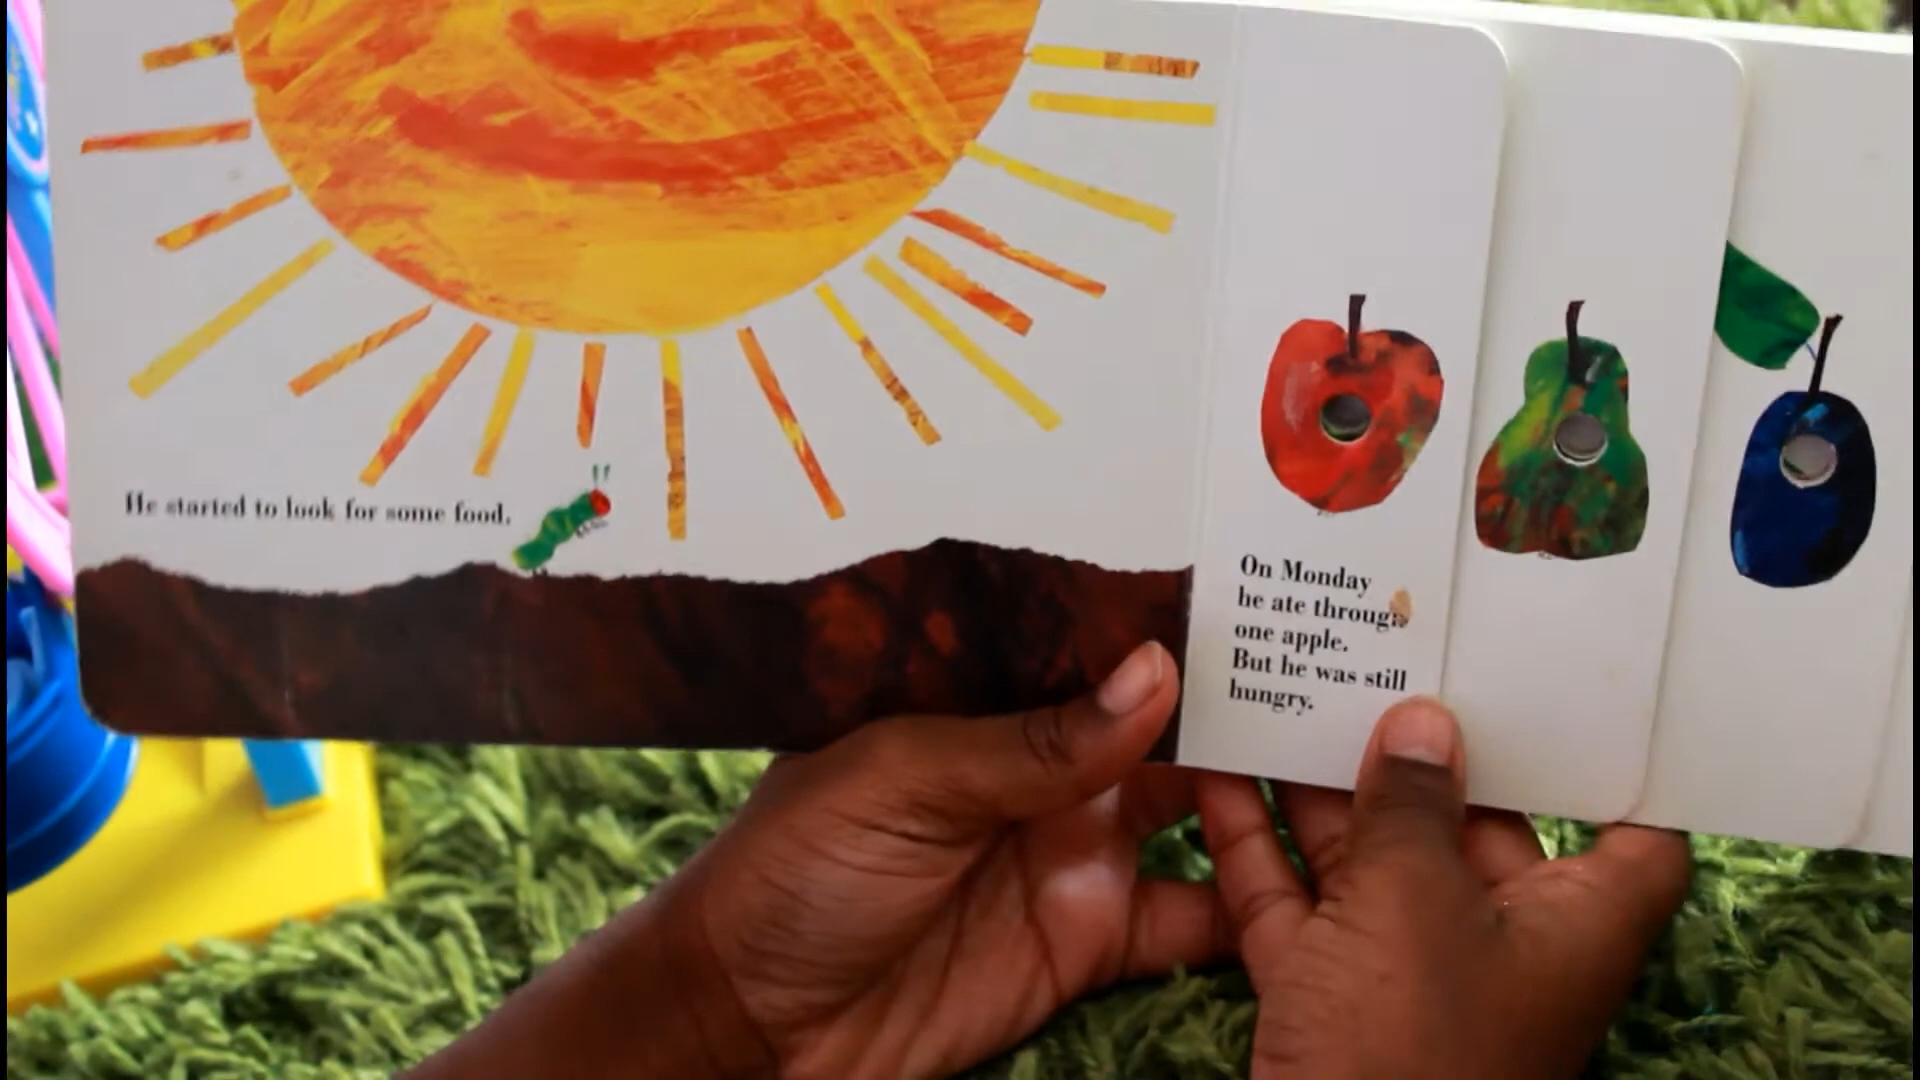 He started to look for some food.
On Monday
he ate through
one apple.
But he was still
hungry.